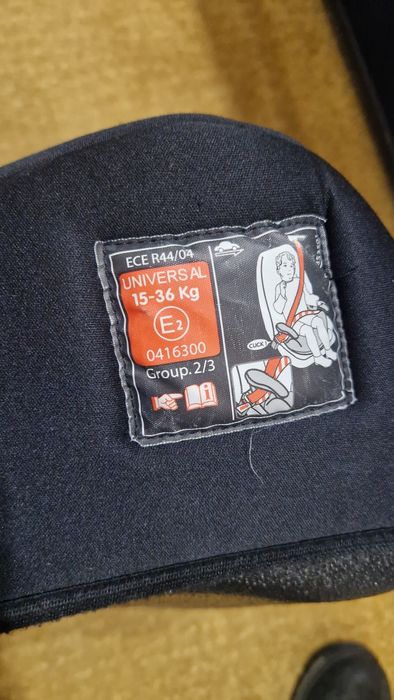 ECE R44/04
UNIVERSAL
15-36 Kg
E2
0416300
Group. 2/3
i
CLICK !